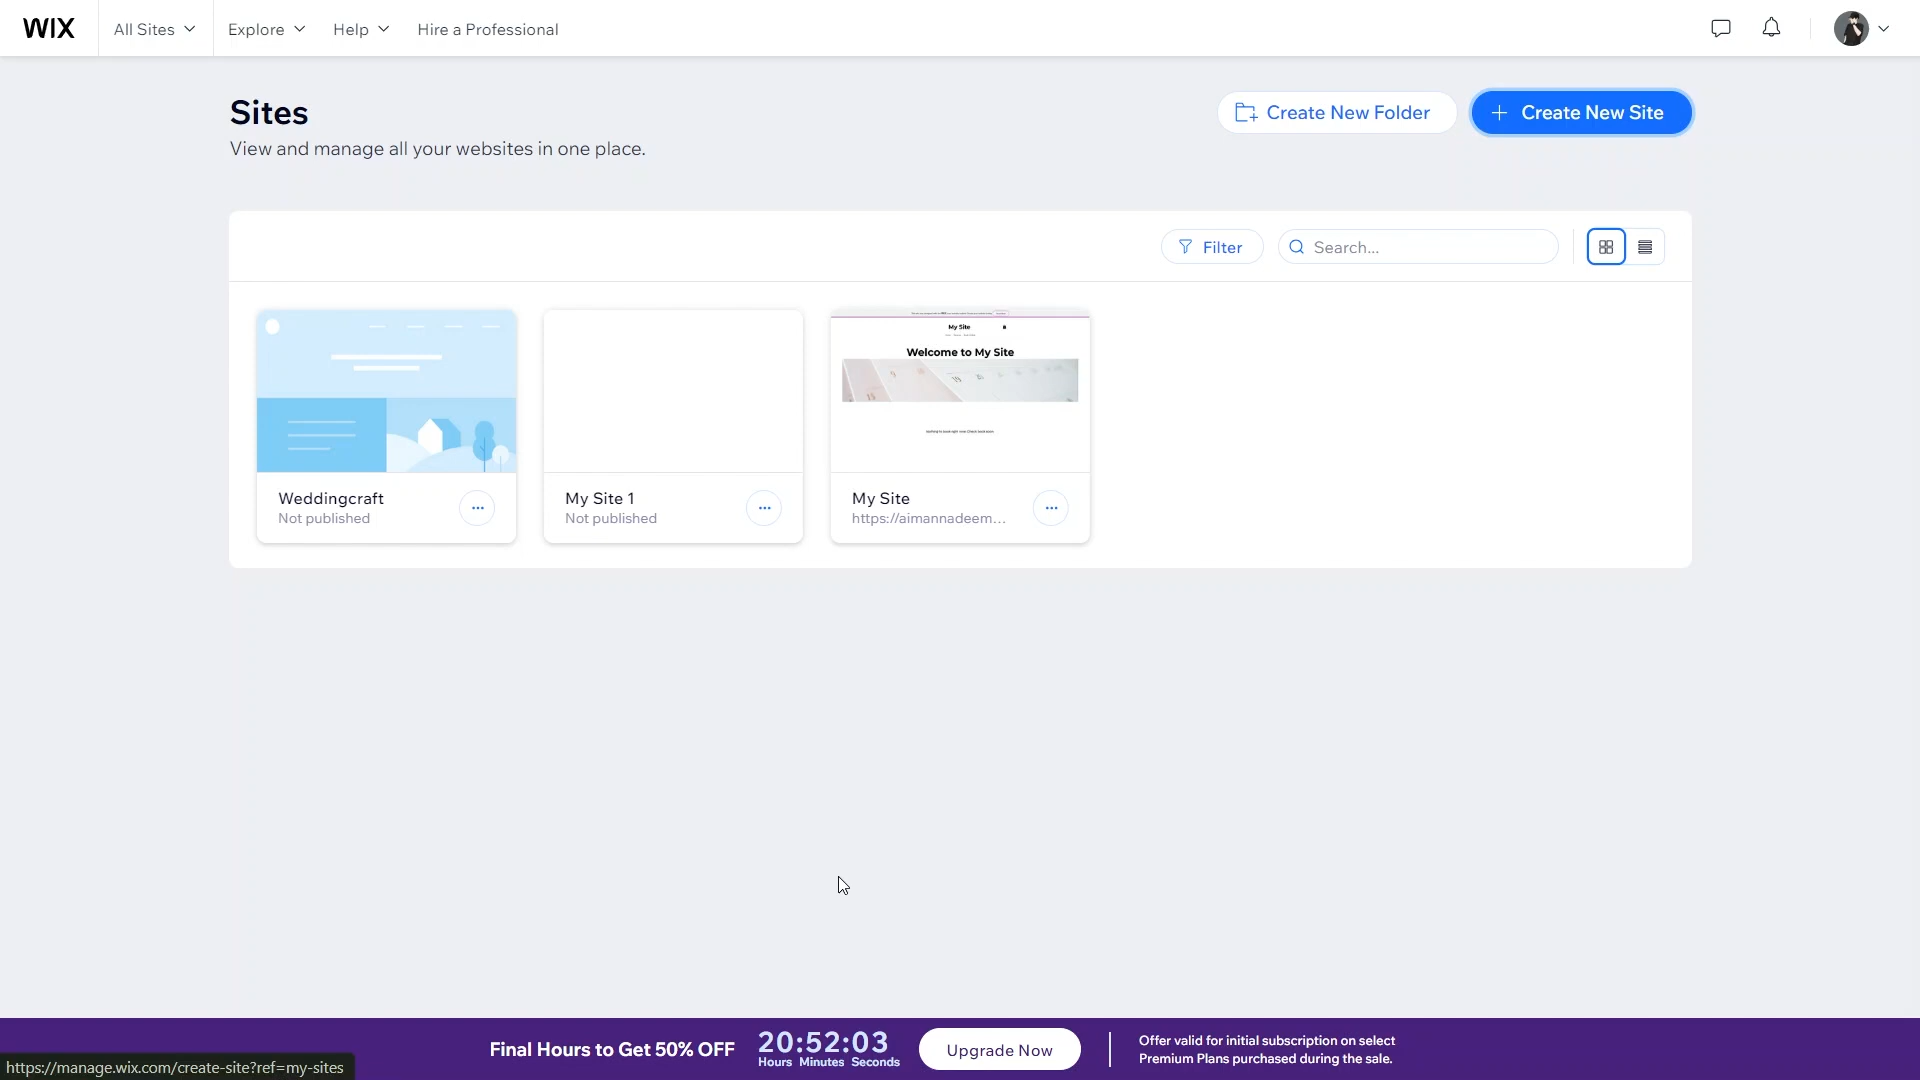 WIX
All Sites
Explore
Help
Hire a Professional
Sites
View and manage all your websites in one place.
Create New Folder
Create New Site
Filter
Search...
My Site
Welcome to My Site
Weddingcraft
Not published
My Site 1
Not published
My Site
https://aimannadeem...
Final Hours to Get 50% OFF
20:52:03
Hours Minutes Seconds
Upgrade Now
Offer valid for initial subscription on select
Premium Plans purchased during the sale.
https://manage.wix.com/create-site?ref=my-sites